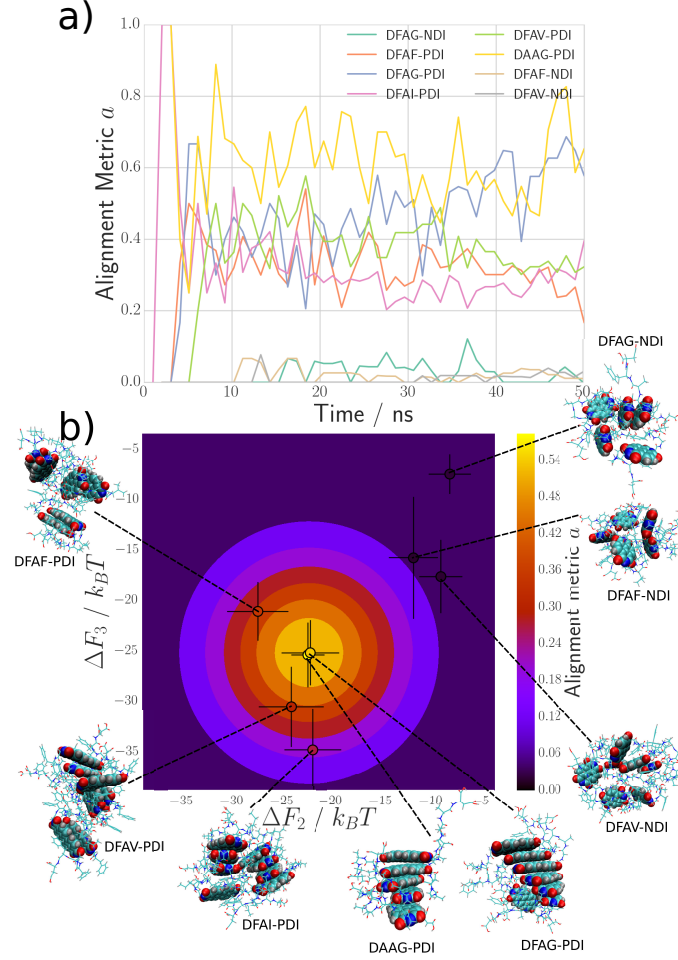 a)
DFAG-NDI
DFAF-PDI
DFAG-PDI
DFAI-PDI
DFAV-PDI
DAAG-PDI
DFAF-NDI
DFAV-NDI
Alignment Metric a
1.0
0.8
0.6
0.4
0.2
0.0
0 10 20 30 40 50
Time / ns
b)
ΔF₃ / k_BT
−5
−10
−15
−20
−25
−30
−35
−35 −30 −25 −20 −15 −10 −5
ΔF₂ / k_BT
0.54
0.48
0.42
0.36
0.30
0.24
0.18
0.12
0.06
0.00
Alignment metric a
DFAG-NDI
DFAF-PDI
DFAF-NDI
DFAV-PDI
DFAV-NDI
DFAI-PDI
DAAG-PDI
DFAG-PDI